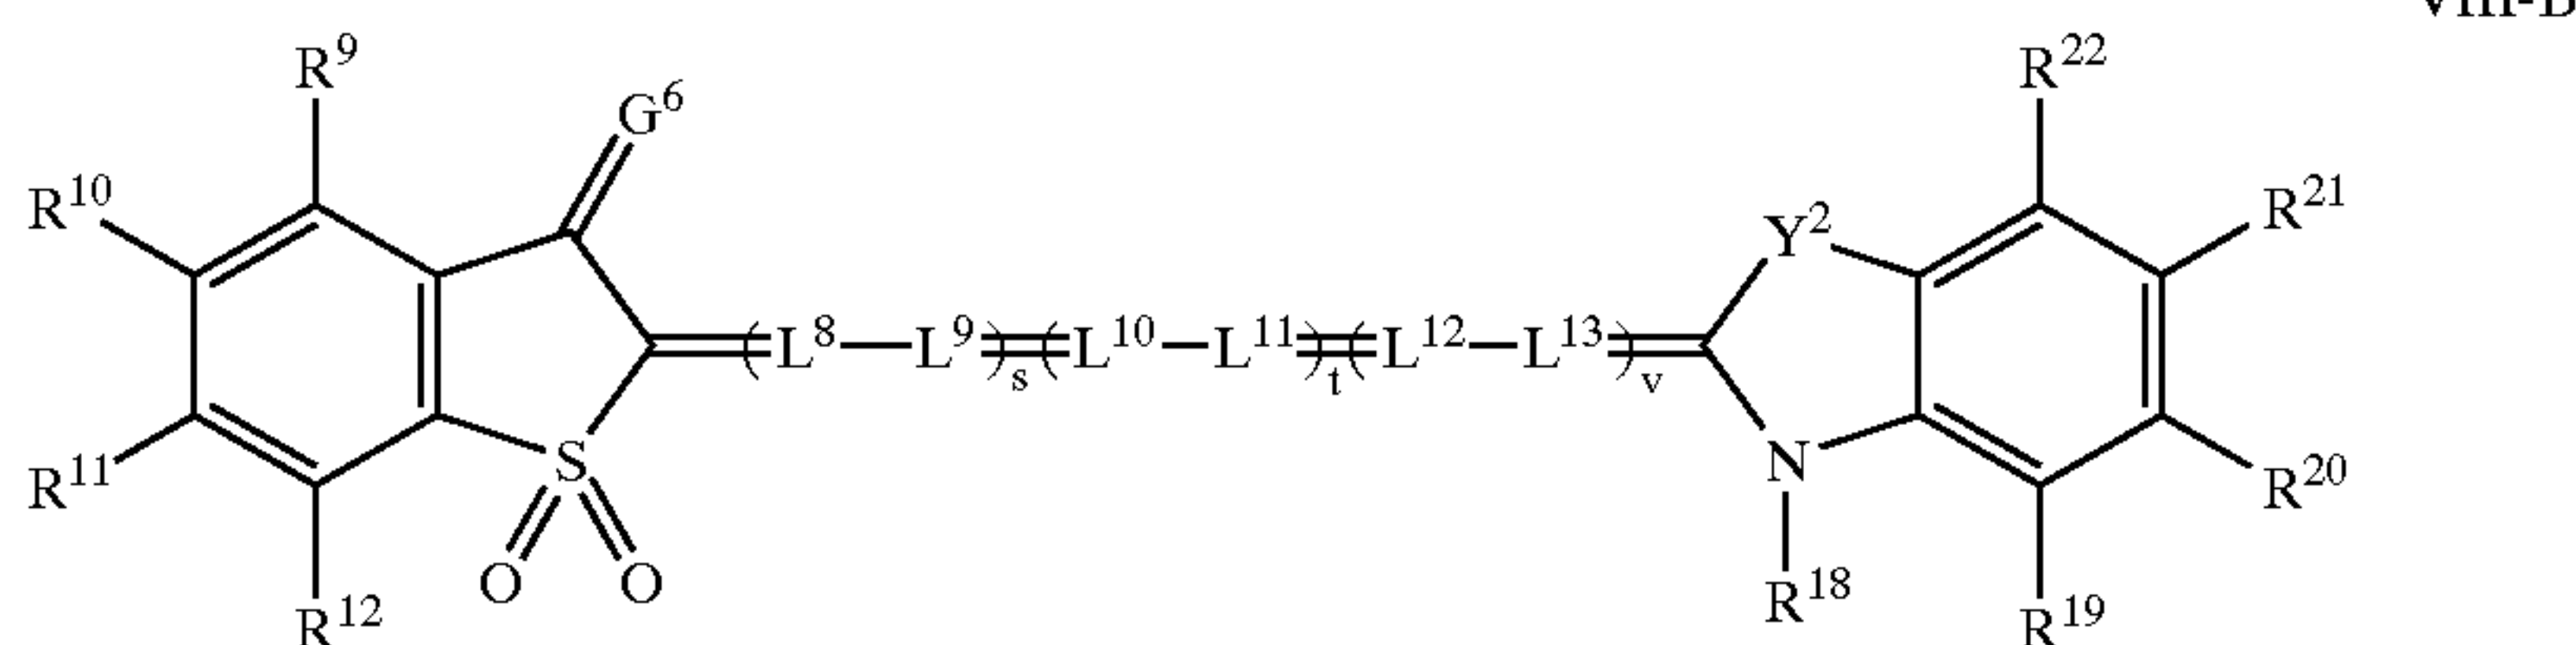 VIII-B
R9 R22
G6
R10 Y2 R21
(L8—L9)s(L10—L11)t(L12—L13)v
R11 S N R20
O O R18
R12 R19